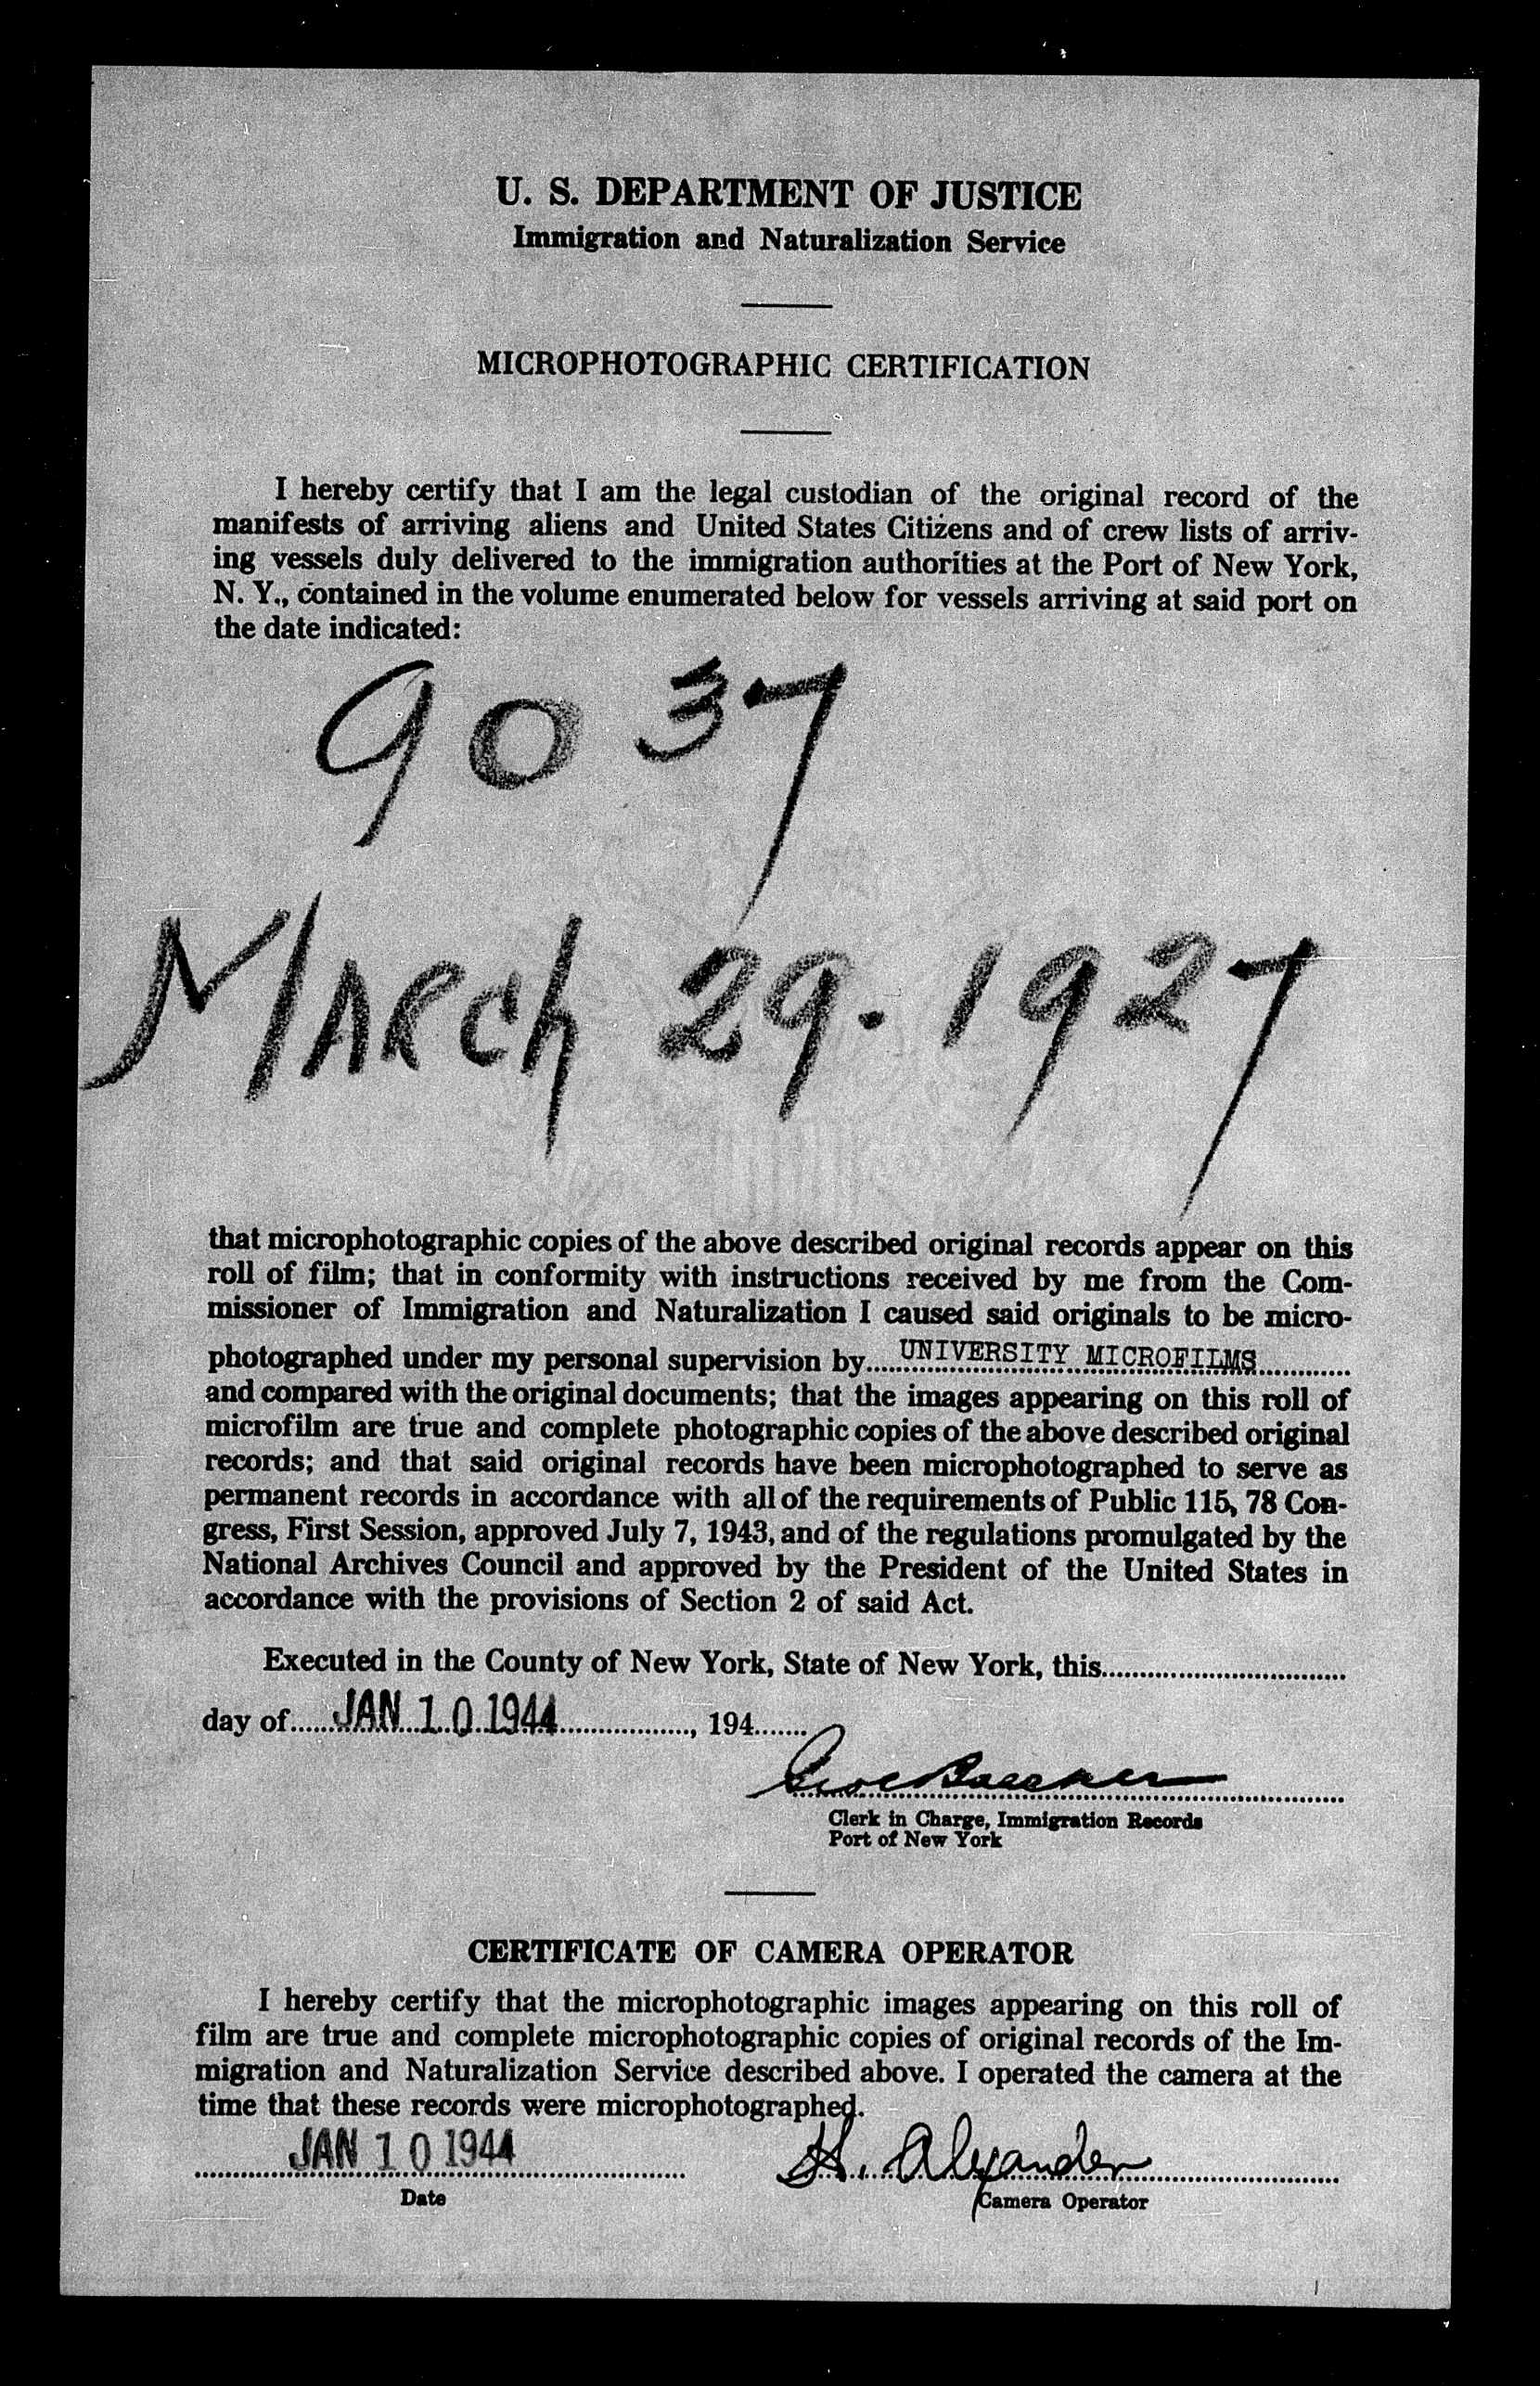 U. S. DEPARTMENT OF JUSTICE
Immigration and Naturalization Service
MICROPHOTOGRAPHIC CERTIFICATION
I hereby certify that I am the legal custodian of the original record of the
manifests of arriving aliens and United States Citizens and of crew lists of arriv-
ing vessels duly delivered to the immigration authorities at the Port of New York,
N. Y., contained in the volume enumerated below for vessels arriving at said port on
the date indicated:
9037
MARch 29. 1927
that microphotographic copies of the above described original records appear on this
roll of film; that in conformity with instructions received by me from the Com-
missioner of Immigration and Naturalization I caused said originals to be micro-
photographed under my personal supervision by.....UNIVERSITY MICROFILMS............
and compared with the original documents; that the images appearing on this roll of
microfilm are true and complete photographic copies of the above described original
records; and that said original records have been microphotographed to serve as
permanent records in accordance with all of the requirements of Public 115, 78 Con-
gress, First Session, approved July 7, 1943, and of the regulations promulgated by the
National Archives Council and approved by the President of the United States in
accordance with the provisions of Section 2 of said Act.
Executed in the County of New York, State of New York, this................................
day of......JAN 10 1944................., 194.......
Clerk in Charge, Immigration Records
Port of New York
CERTIFICATE OF CAMERA OPERATOR
I hereby certify that the microphotographic images appearing on this roll of
film are true and complete microphotographic copies of original records of the Im-
migration and Naturalization Service described above. I operated the camera at the
time that these records were microphotographed.
JAN 10 1944 H. Alexander
Date Camera Operator